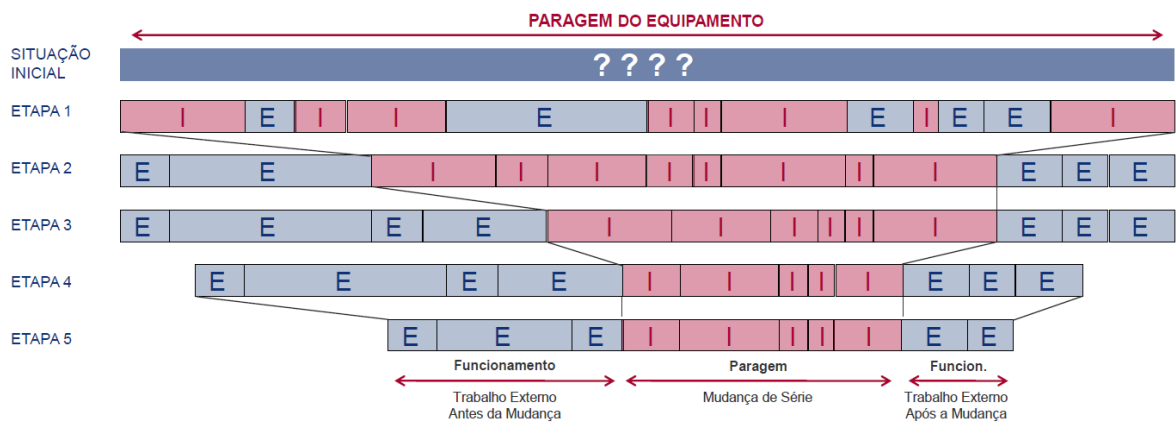 PARAGEM DO EQUIPAMENTO
SITUAÇÃO
INICIAL
? ? ? ?
ETAPA 1
I E I I E I I I E I E E I
ETAPA 2
E E I I I I I I I I E E E
ETAPA 3
E E E E I I I I I I E E E
ETAPA 4
E E E E I I I I I E E E
ETAPA 5
E E E I I I I I E E
Funcionamento Paragem Funcion.
Trabalho Externo Mudança de Série Trabalho Externo
Antes da Mudança Após a Mudança